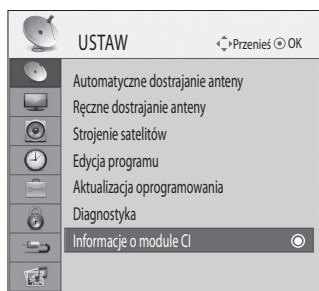 USTAW
Przenieś OK
Automatyczne dostrajanie anteny
Ręczne dostrajanie anteny
Strojenie satelitów
Edycja programu
Aktualizacja oprogramowania
Diagnostyka
Informacje o module CI